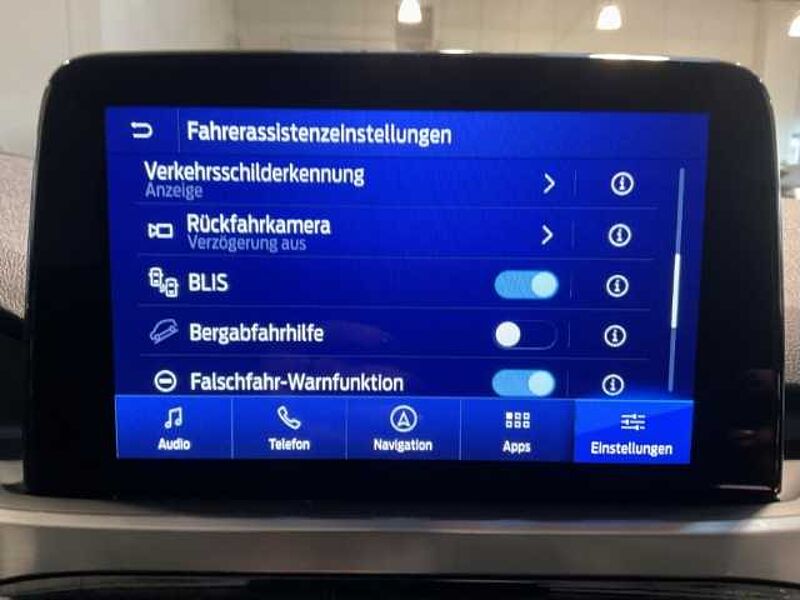 Fahrerassistenzeinstellungen
Verkehrsschilderkennung
Anzeige
Rückfahrkamera
Verzögerung aus
BLIS
Bergabfahrhilfe
Falschfahr-Warnfunktion
Audio
Telefon
Navigation
Apps
Einstellungen